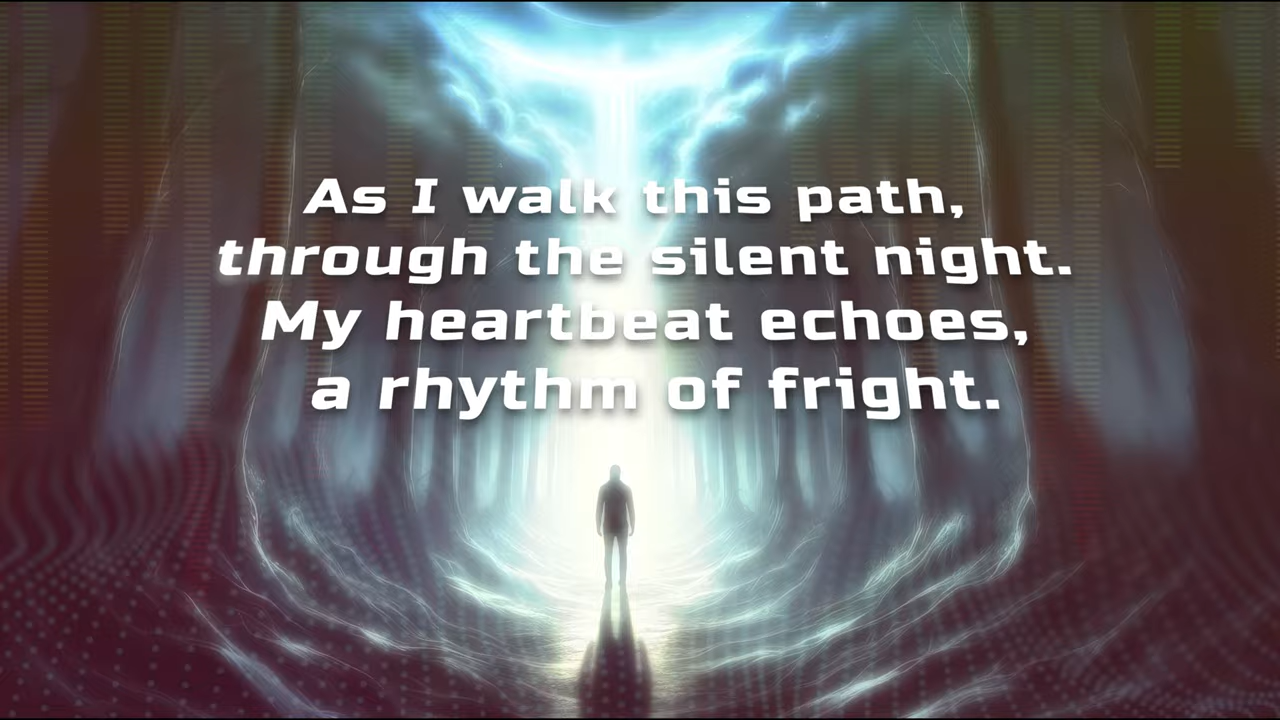 As I walk this path,
through the silent night.
My heartbeat echoes,
a rhythm of fright.